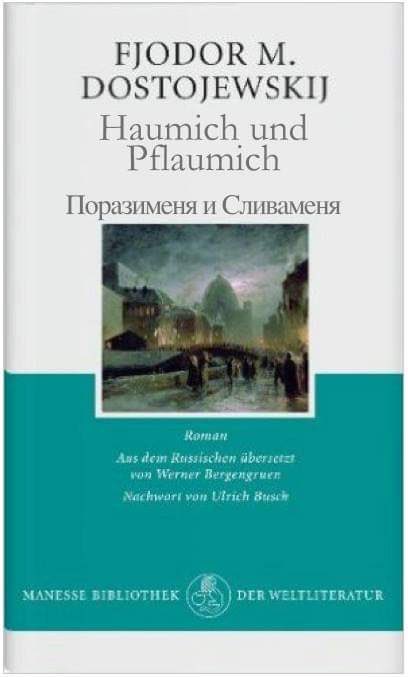 FJODOR M.
DOSTOJEWSKIJ
Haumich und
Pflaumich
Поразименя и Сливаменя
Roman
Aus dem Russischen übersetzt
von Werner Bergengruen
Nachwort von Ulrich Busch
MANESSE BIBLIOTHEK DER WELTLITERATUR